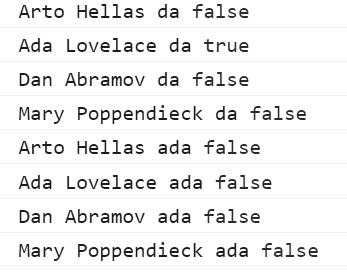 Arto Hellas da false
Ada Lovelace da true
Dan Abramov da false
Mary Poppendieck da false
Arto Hellas ada false
Ada Lovelace ada false
Dan Abramov ada false
Mary Poppendieck ada false